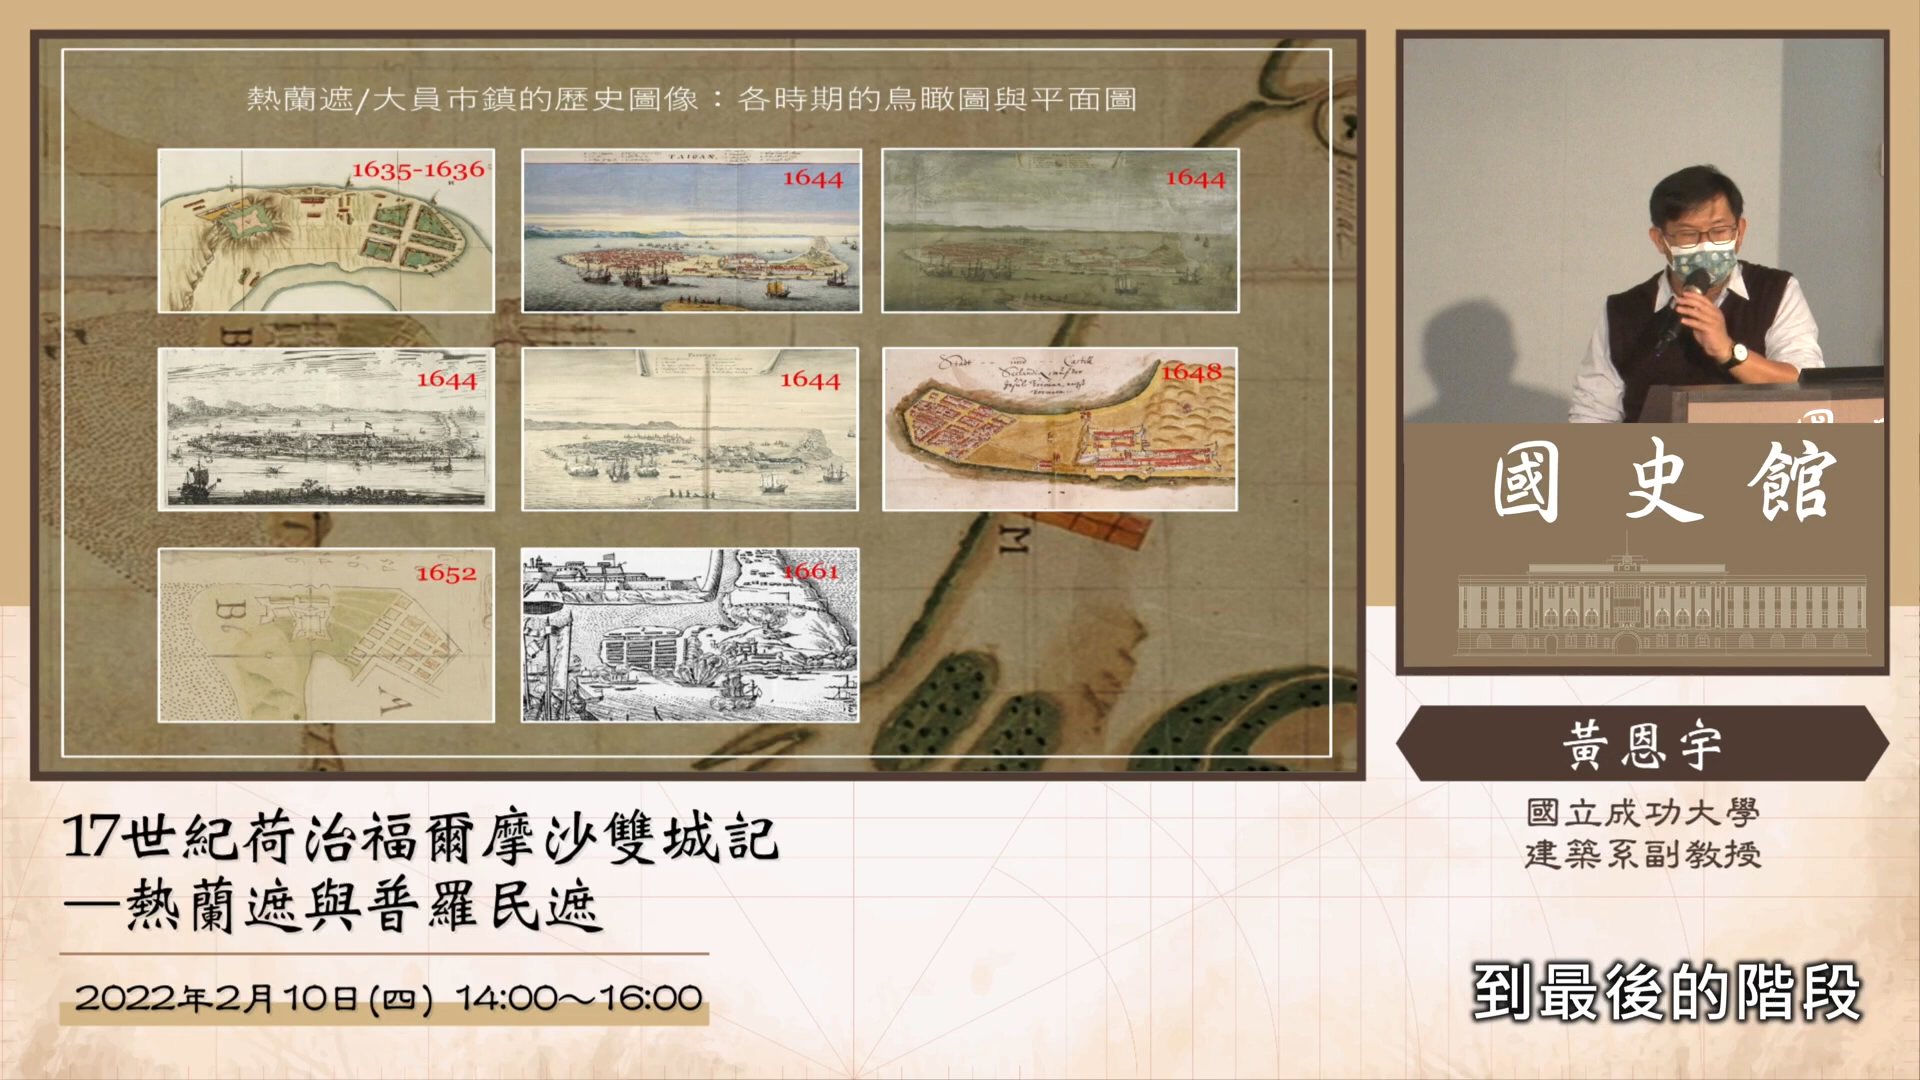 熱蘭遮/大員市鎮的歷史圖像：各時期的鳥瞰圖與平面圖
1635-1636
1644
1644
TAIOAN.
1644
1644
1648
1652
1661
B
M
B
M
國史館
黃恩宇
國立成功大學
建築系副教授
17世紀荷治福爾摩沙雙城記
—熱蘭遮與普羅民遮
2022年2月10日(四) 14:00～16:00
到最後的階段